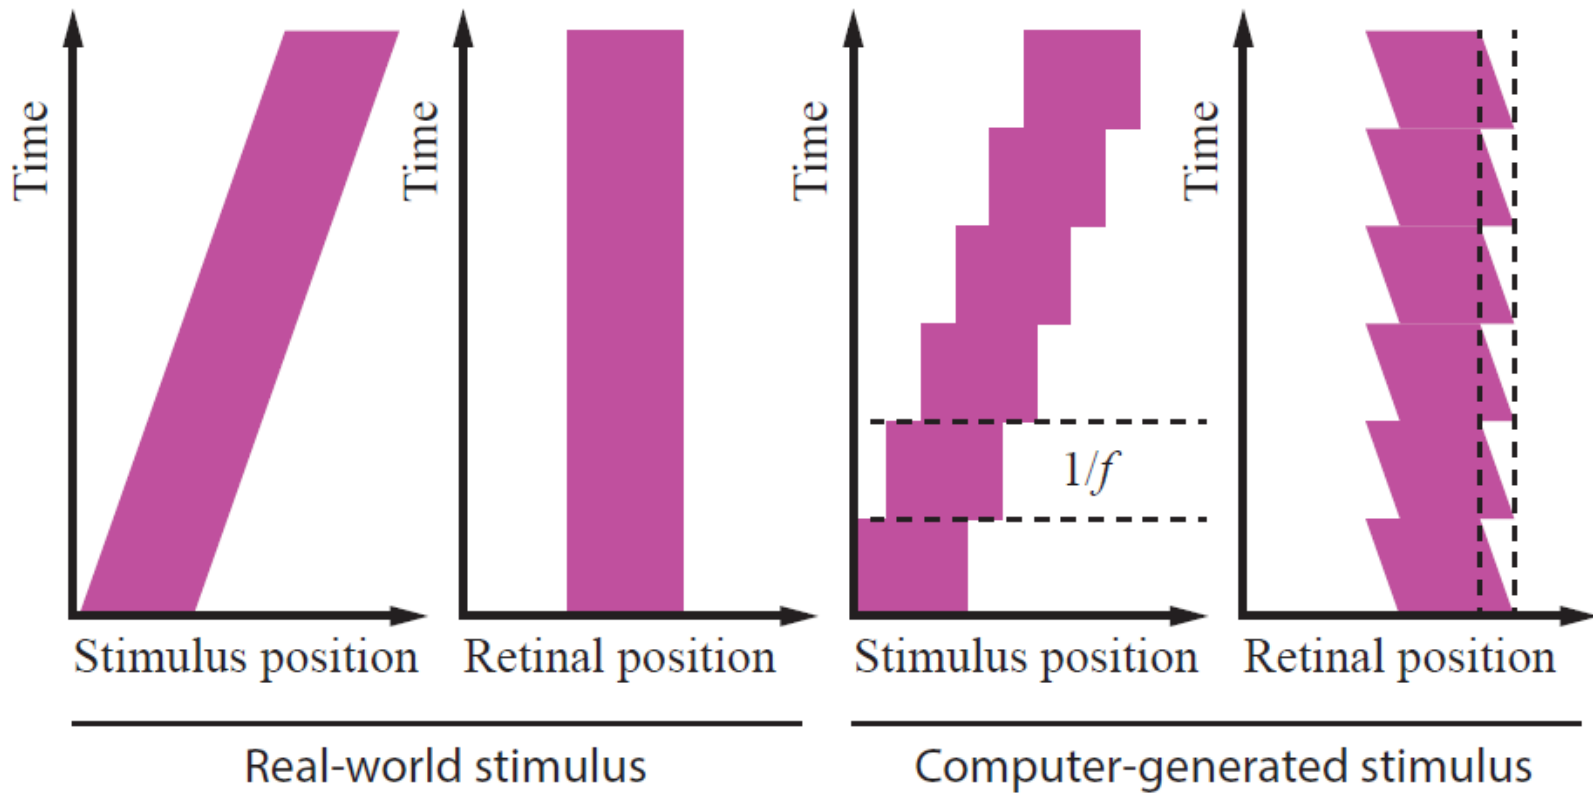 Time
Time
Time
Time
1/f
Stimulus position
Retinal position
Stimulus position
Retinal position
Real-world stimulus
Computer-generated stimulus